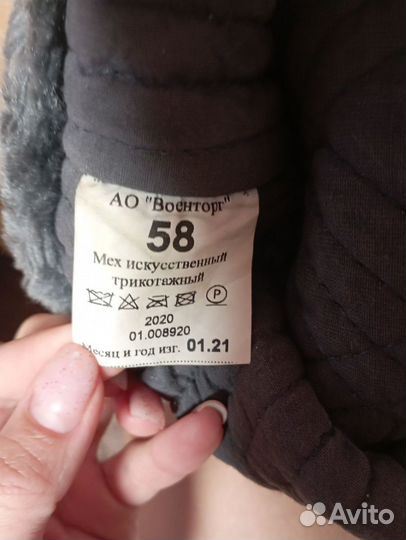 АО "Военторг"
58
Мех искусственный
трикотажный
P
2020
01.008920
Месяц и год изг. 01.21
Avito